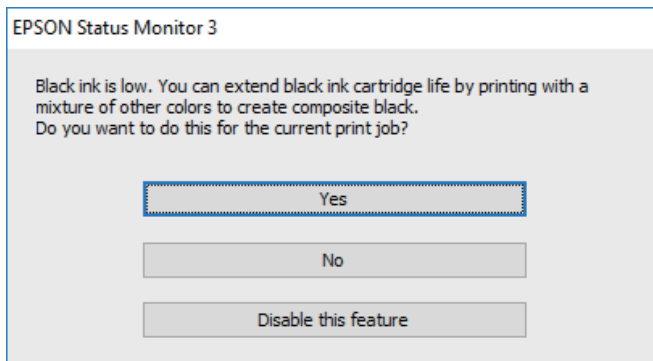 EPSON Status Monitor 3
Black ink is low. You can extend black ink cartridge life by printing with a
mixture of other colors to create composite black.
Do you want to do this for the current print job?
Yes
No
Disable this feature